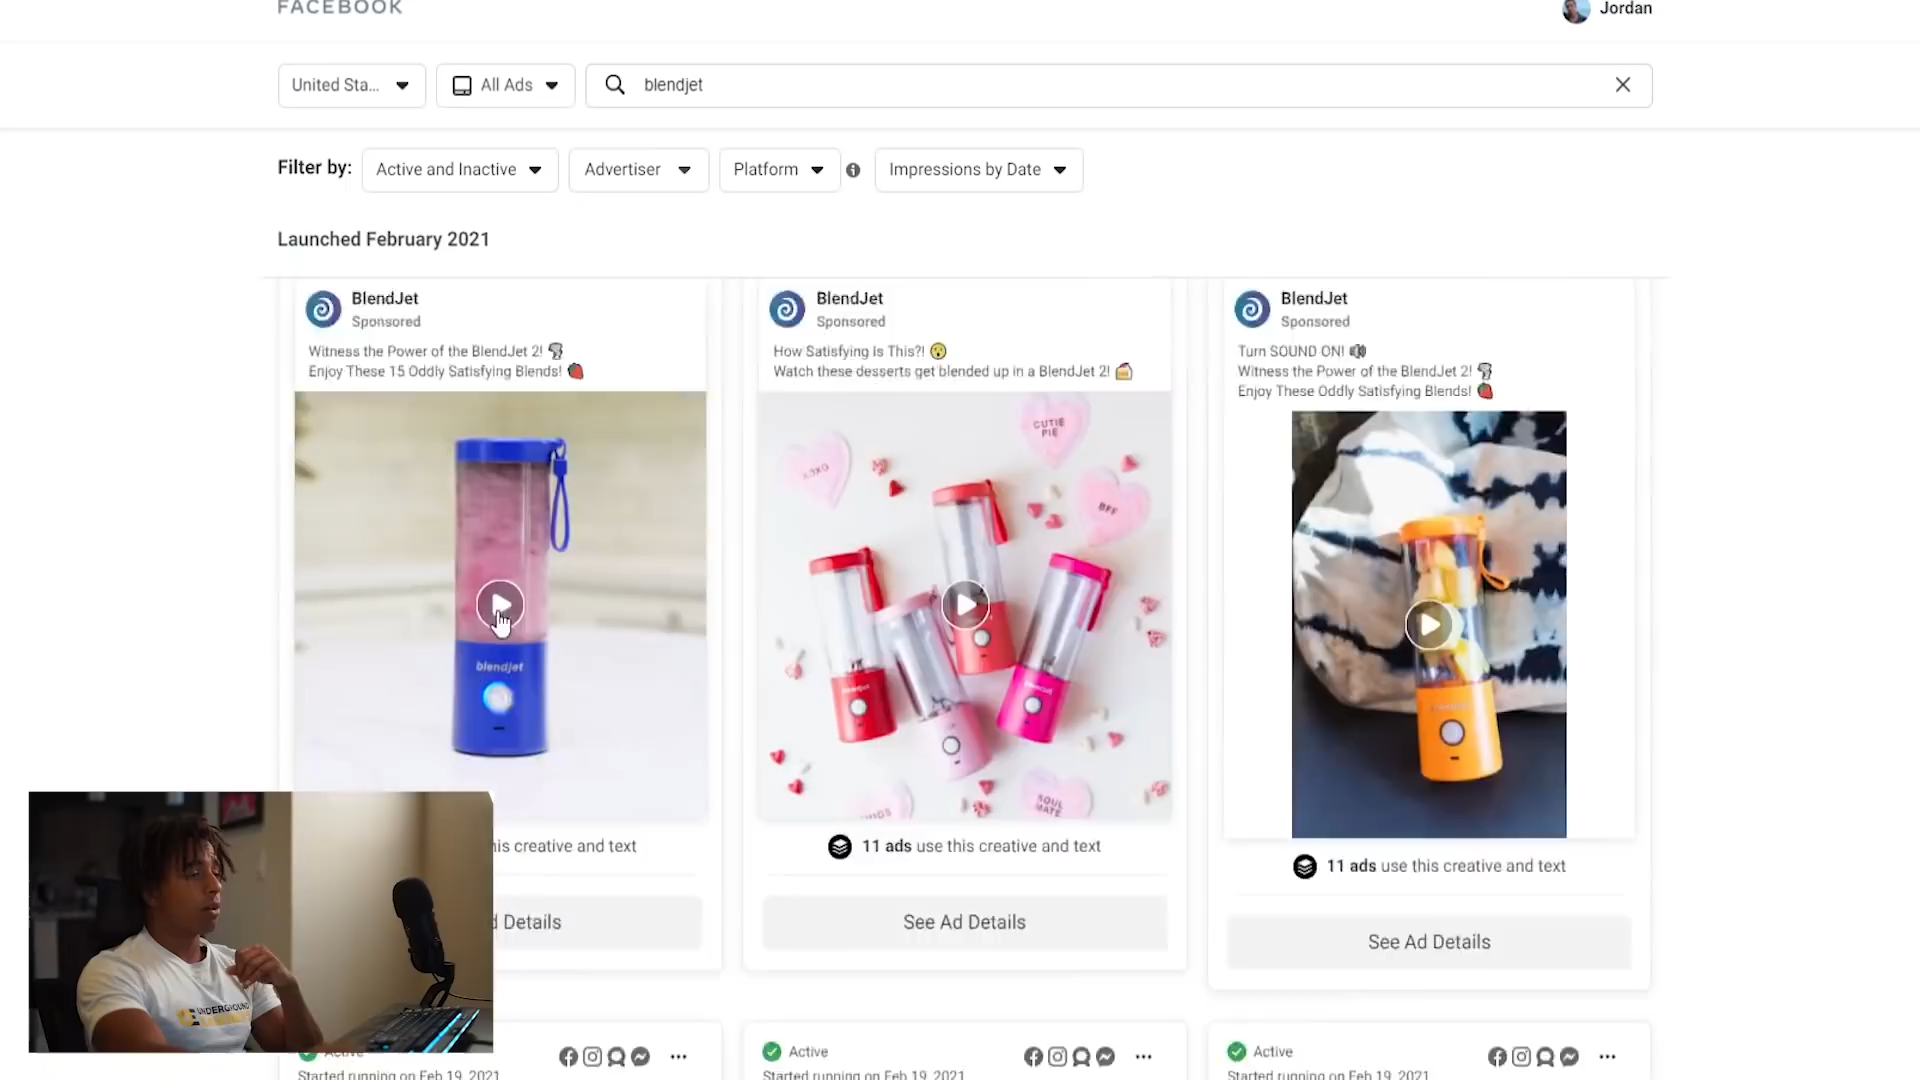 FACEBOOK
Jordan
United Sta...
All Ads
blendjet
Filter by:
Active and Inactive
Advertiser
Platform
Impressions by Date
Launched February 2021
BlendJet
Sponsored
Witness the Power of the BlendJet 2! 🌪
Enjoy These 15 Oddly Satisfying Blends! 🍓
blendjet
his creative and text
d Details
BlendJet
Sponsored
How Satisfying Is This?! 😯
Watch these desserts get blended up in a BlendJet 2! 🍰
CUTIE
PIE
XOXO
BFF
SOUL
MATE
11 ads use this creative and text
See Ad Details
BlendJet
Sponsored
Turn SOUND ON! 🔊
Witness the Power of the BlendJet 2! 🌪
Enjoy These Oddly Satisfying Blends! 🍓
11 ads use this creative and text
See Ad Details
UNDERGROUND
Active
Started running on Feb 19, 2021
Active
Started running on Feb 19, 2021
Active
Started running on Feb 19, 2021